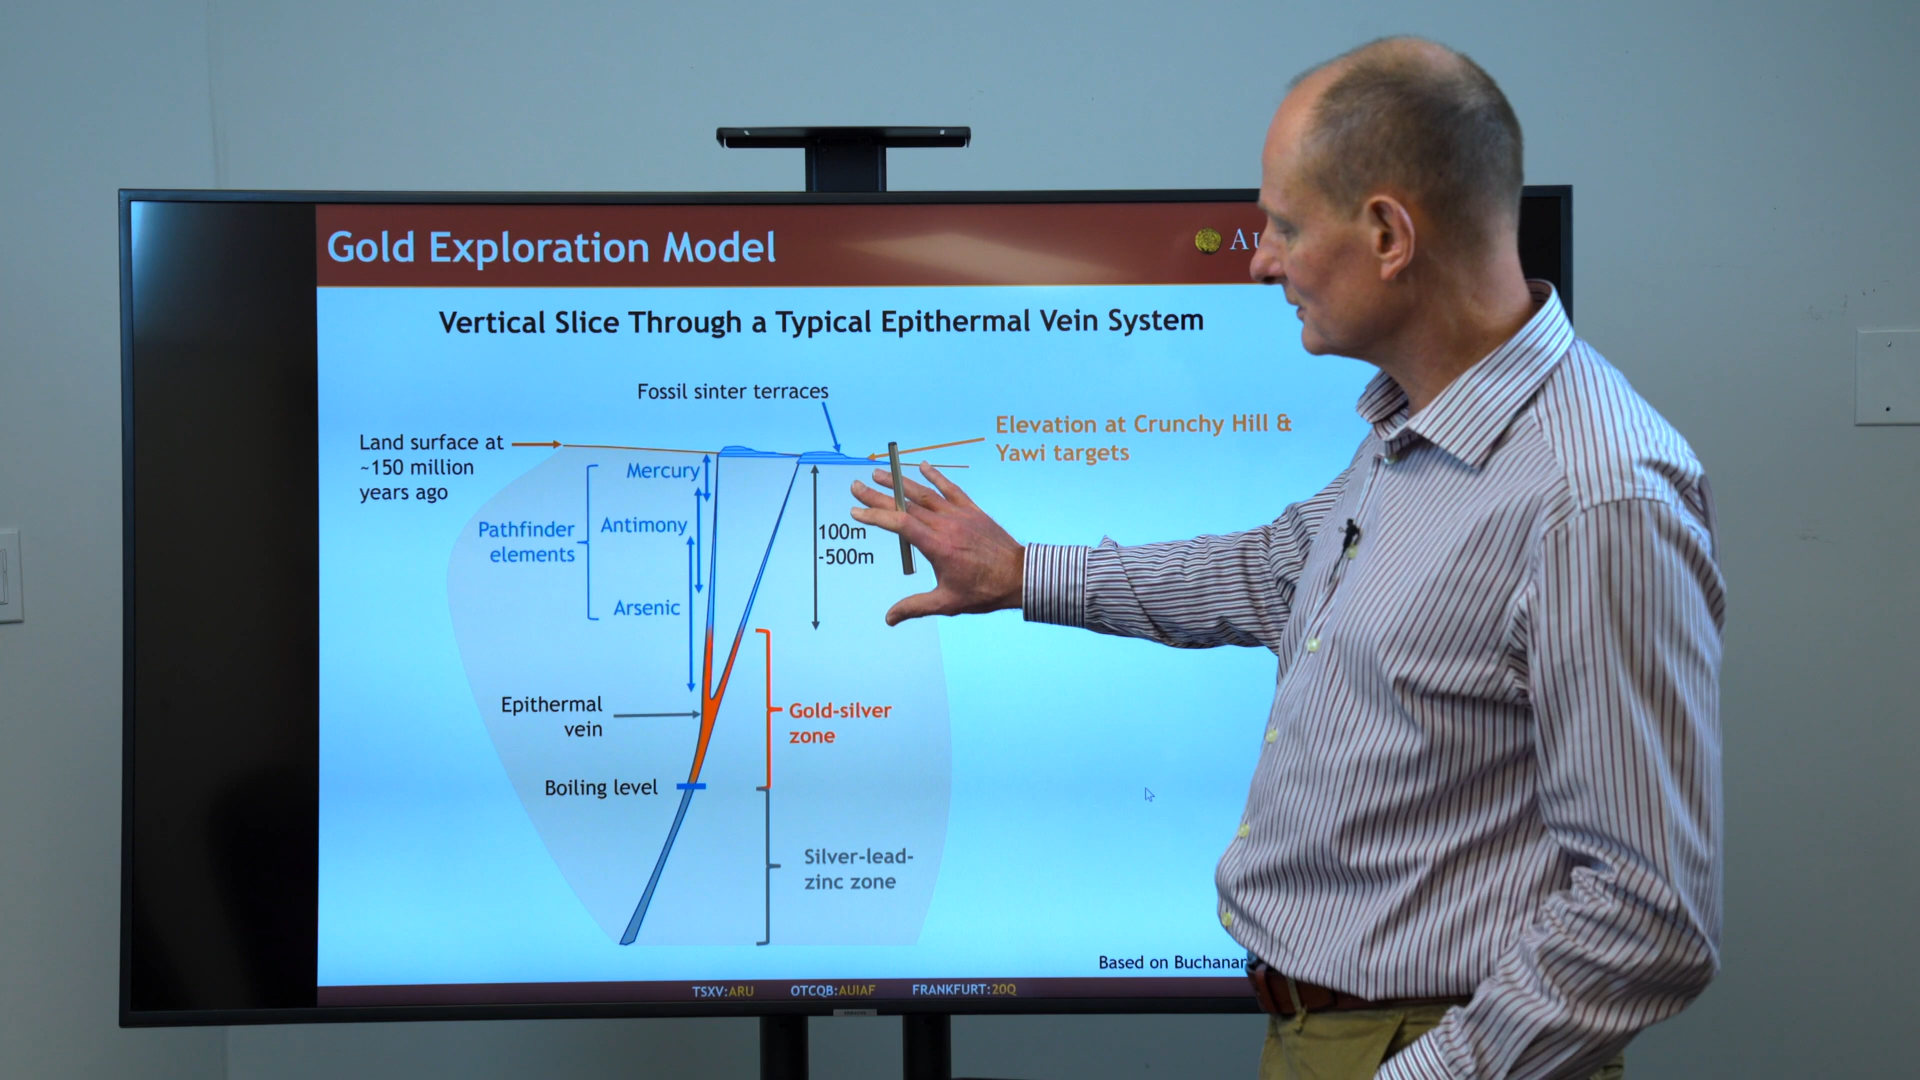 Gold Exploration Model
Vertical Slice Through a Typical Epithermal Vein System
Fossil sinter terraces
Land surface at
~150 million
years ago
Elevation at Crunchy Hill &
Yawi targets
Mercury
Pathfinder
elements
Antimony
100m
-500m
Arsenic
Epithermal
vein
Gold-silver
zone
Boiling level
Silver-lead-
zinc zone
Based on
TSXV:ARU OTCQB:AUIAF FRANKFURT:20Q